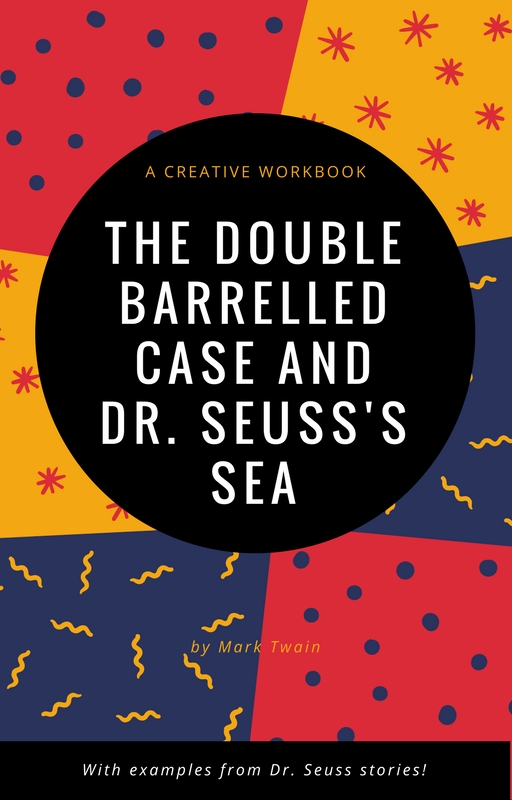 A CREATIVE WORKBOOK
THE DOUBLE
BARRELLED
CASE AND
DR. SEUSS'S
SEA
by Mark Twain
With examples from Dr. Seuss stories!